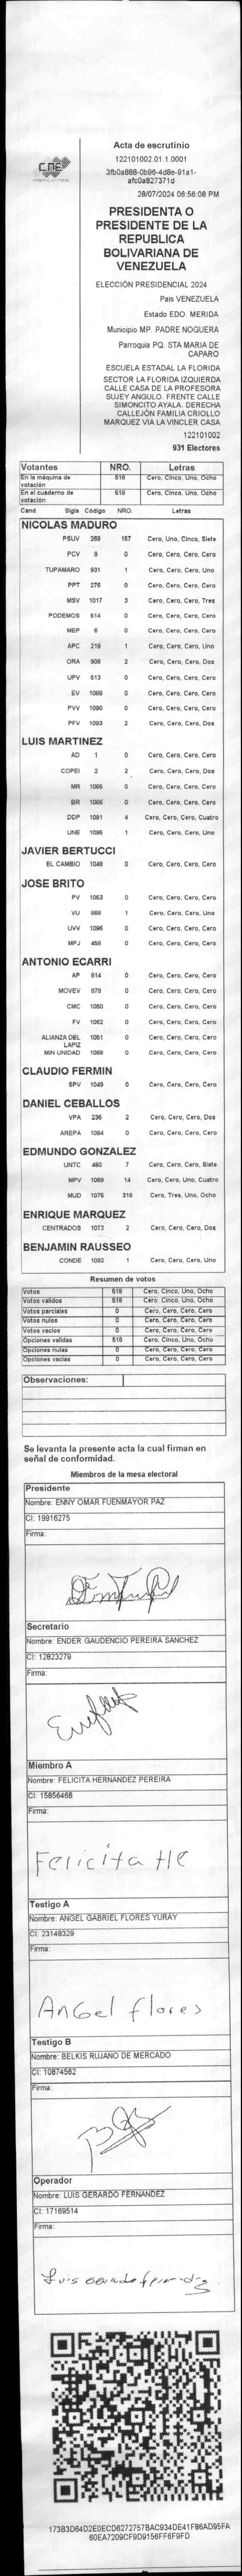 CNE
Acta de escrutinio
122101002.01.1.0001
3fb0a888-0b96-4d8e-91a1-
afc0a827371d
28/07/2024 06:56:08 PM
PRESIDENTA O
PRESIDENTE DE LA
REPUBLICA
BOLIVARIANA DE
VENEZUELA
ELECCIÓN PRESIDENCIAL 2024
Pais VENEZUELA
Estado EDO. MERIDA
Municipio MP. PADRE NOGUERA
Parroquia PQ. STA MARIA DE
CAPARO
ESCUELA ESTADAL LA FLORIDA
SECTOR LA FLORIDA IZQUIERDA
CALLE CASA DE LA PROFESORA
SUJEY ANGULO. FRENTE CALLE
SIMONCITO AYALA. DERECHA
CALLEJÓN FAMILIA CRIOLLO
MARQUEZ VIA LA VINCLER CASA
122101002
931 Electores
Votantes NRO. Letras
En la máquina de votación 518 Cero, Cinco, Uno, Ocho
En el cuaderno de votación 518 Cero, Cinco, Uno, Ocho
Cand. Sigla Código NRO. Letras
NICOLAS MADURO
PSUV 269 157 Cero, Uno, Cinco, Siete
PCV 9 0 Cero, Cero, Cero, Cero
TUPAMARO 931 1 Cero, Cero, Cero, Uno
PPT 276 0 Cero, Cero, Cero, Cero
MSV 1017 3 Cero, Cero, Cero, Tres
PODEMOS 514 0 Cero, Cero, Cero, Cero
MEP 6 0 Cero, Cero, Cero, Cero
APC 219 1 Cero, Cero, Cero, Uno
ORA 906 2 Cero, Cero, Cero, Dos
UPV 513 0 Cero, Cero, Cero, Cero
EV 1089 0 Cero, Cero, Cero, Cero
PVV 1090 0 Cero, Cero, Cero, Cero
PFV 1093 2 Cero, Cero, Cero, Dos
LUIS MARTINEZ
AD 1 0 Cero, Cero, Cero, Cero
COPEI 2 2 Cero, Cero, Cero, Dos
MR 1055 0 Cero, Cero, Cero, Cero
BR 1066 0 Cero, Cero, Cero, Cero
DDP 1091 4 Cero, Cero, Cero, Cuatro
UNE 1095 1 Cero, Cero, Cero, Uno
JAVIER BERTUCCI
EL CAMBIO 1048 0 Cero, Cero, Cero, Cero
JOSE BRITO
PV 1053 0 Cero, Cero, Cero, Cero
VU 868 1 Cero, Cero, Cero, Uno
UVV 1096 0 Cero, Cero, Cero, Cero
MPJ 458 0 Cero, Cero, Cero, Cero
ANTONIO ECARRI
AP 814 0 Cero, Cero, Cero, Cero
MOVEV 878 0 Cero, Cero, Cero, Cero
CMC 1050 0 Cero, Cero, Cero, Cero
FV 1062 0 Cero, Cero, Cero, Cero
ALIANZA DEL LAPIZ 1051 0 Cero, Cero, Cero, Cero
MIN UNIDAD 1088 0 Cero, Cero, Cero, Cero
CLAUDIO FERMIN
SPV 1049 0 Cero, Cero, Cero, Cero
DANIEL CEBALLOS
VPA 236 2 Cero, Cero, Cero, Dos
AREPA 1094 0 Cero, Cero, Cero, Cero
EDMUNDO GONZALEZ
UNTC 460 7 Cero, Cero, Cero, Siete
MPV 1069 14 Cero, Cero, Uno, Cuatro
MUD 1075 318 Cero, Tres, Uno, Ocho
ENRIQUE MARQUEZ
CENTRADOS 1073 2 Cero, Cero, Cero, Dos
BENJAMIN RAUSSEO
CONDE 1092 1 Cero, Cero, Cero, Uno
Resumen de votos
Votos 518 Cero, Cinco, Uno, Ocho
Votos validos 518 Cero, Cinco, Uno, Ocho
Votos parciales 0 Cero, Cero, Cero, Cero
Votos nulos 0 Cero, Cero, Cero, Cero
Votos vacios 0 Cero, Cero, Cero, Cero
Opciones validas 518 Cero, Cinco, Uno, Ocho
Opciones nulas 0 Cero, Cero, Cero, Cero
Opciones vacias 0 Cero, Cero, Cero, Cero
Observaciones:
Se levanta la presente acta la cual firman en
señal de conformidad.
Miembros de la mesa electoral
Presidente
Nombre: ENNY OMAR FUENMAYOR PAZ
CI: 19916275
Firma:
Secretario
Nombre: ENDER GAUDENCIO PEREIRA SANCHEZ
CI: 12823279
Firma:
Miembro A
Nombre: FELICITA HERNANDEZ PEREIRA
CI: 15856468
Firma:
Felicita He
Testigo A
Nombre: ANGEL GABRIEL FLORES YURAY
CI: 23148329
Firma:
AnGel flores
Testigo B
Nombre: BELKIS RUJANO DE MERCADO
CI: 10874562
Firma:
Operador
Nombre: LUIS GERARDO FERNANDEZ
CI: 17169514
Firma:
Luis Gerardo Fernandez
173B3D64D2E0ECD6272757BAC934DE41F86AD95FA
60EA7209CF9D9156FF6F9FD